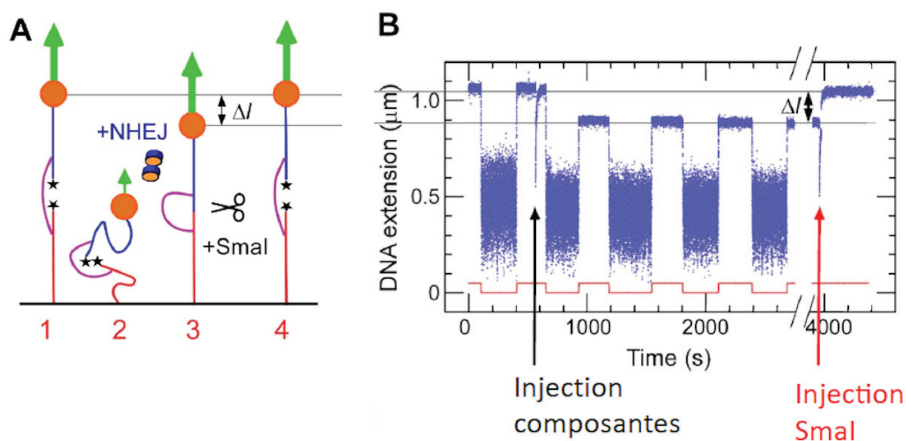 A
Δl
+NHEJ
+SmaI
1
2
3
4
B
DNA extension (μm)
1.0
0.5
0
Δl
0
1000
2000
4000
Time (s)
Injection
composantes
Injection
SmaI